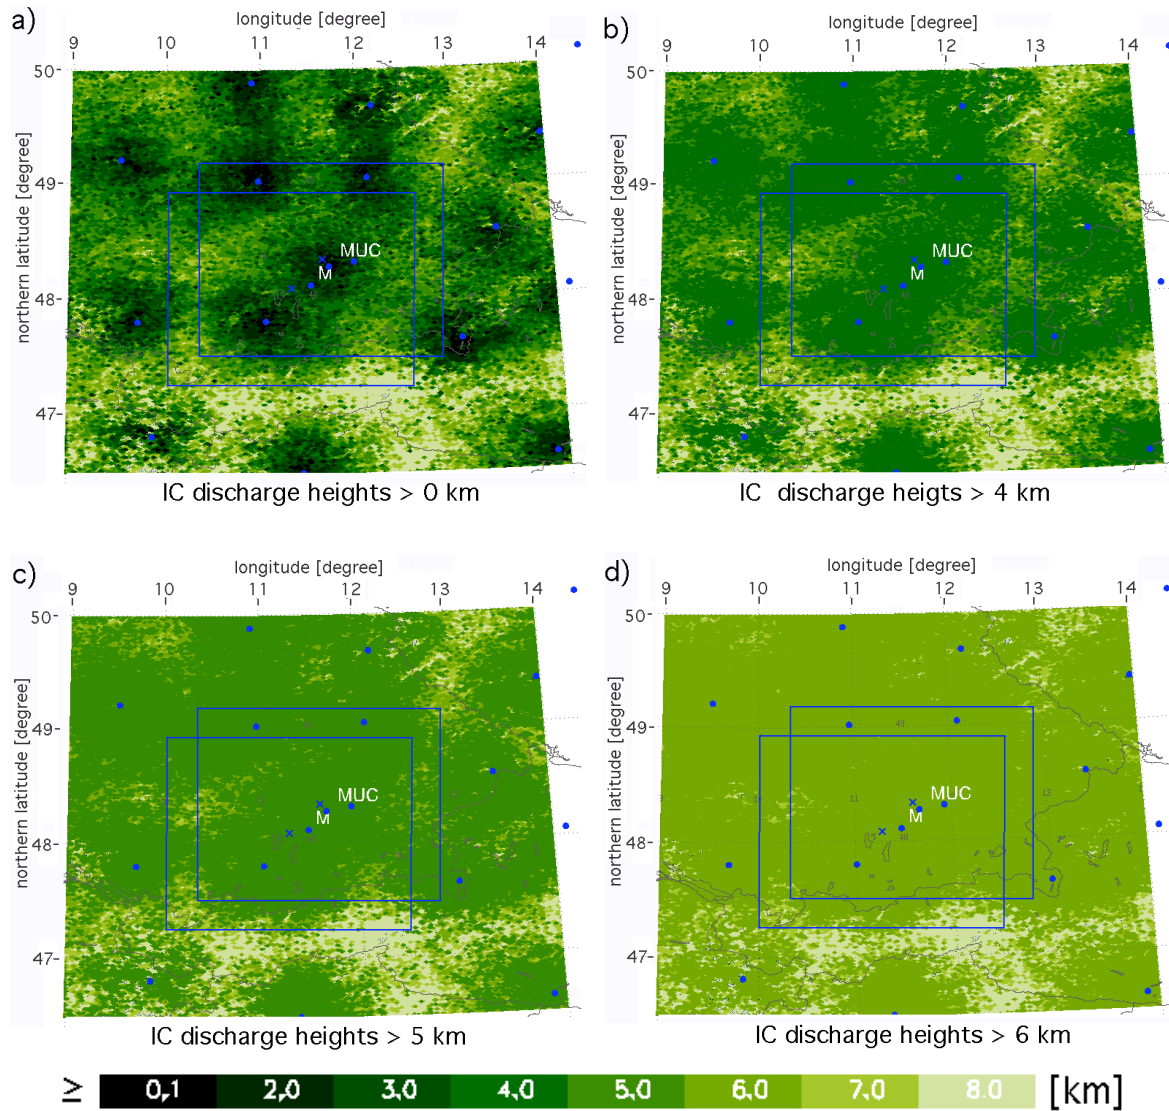 a)
longitude [degree]
9 10 11 12 13 14
50
49
48
47
northern latitude [degree]
MUC
M
IC discharge heights > 0 km
b)
longitude [degree]
9 10 11 12 13 14
50
49
48
47
northern latitude [degree]
MUC
M
IC discharge heigts > 4 km
c)
longitude [degree]
9 10 11 12 13 14
50
49
48
47
northern latitude [degree]
MUC
M
IC discharge heights > 5 km
d)
longitude [degree]
9 10 11 12 13 14
50
49
48
47
northern latitude [degree]
49
11
13
MUC
M
48
IC discharge heights > 6 km
≥ 0,1 2,0 3,0 4,0 5,0 6,0 7,0 8.0 [km]